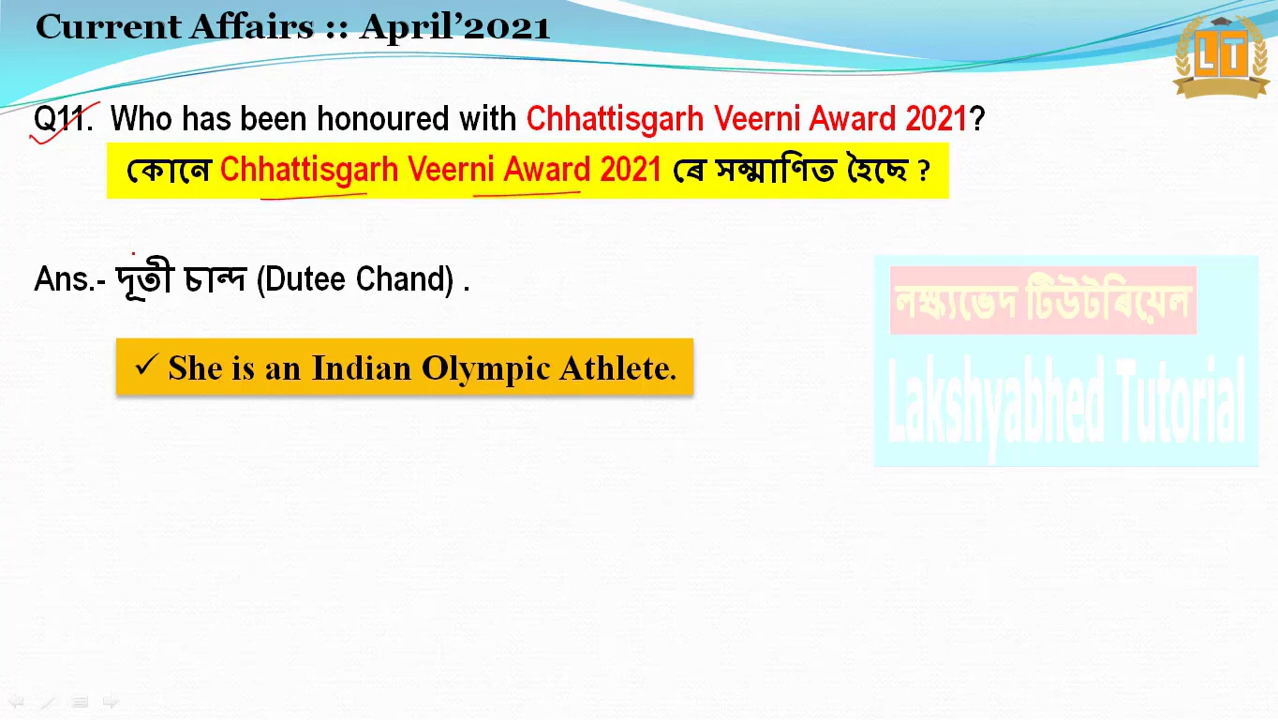 Current Affairs :: April’2021
LT
Q11. Who has been honoured with Chhattisgarh Veerni Award 2021?
কোনে Chhattisgarh Veerni Award 2021 ৰে সন্মাণিত হৈছে ?
Ans.- দূতী চান্দ (Dutee Chand) .
✓ She is an Indian Olympic Athlete.
লক্ষ্যভেদ টিউটৰিয়েল
Lakshyabhed Tutorial